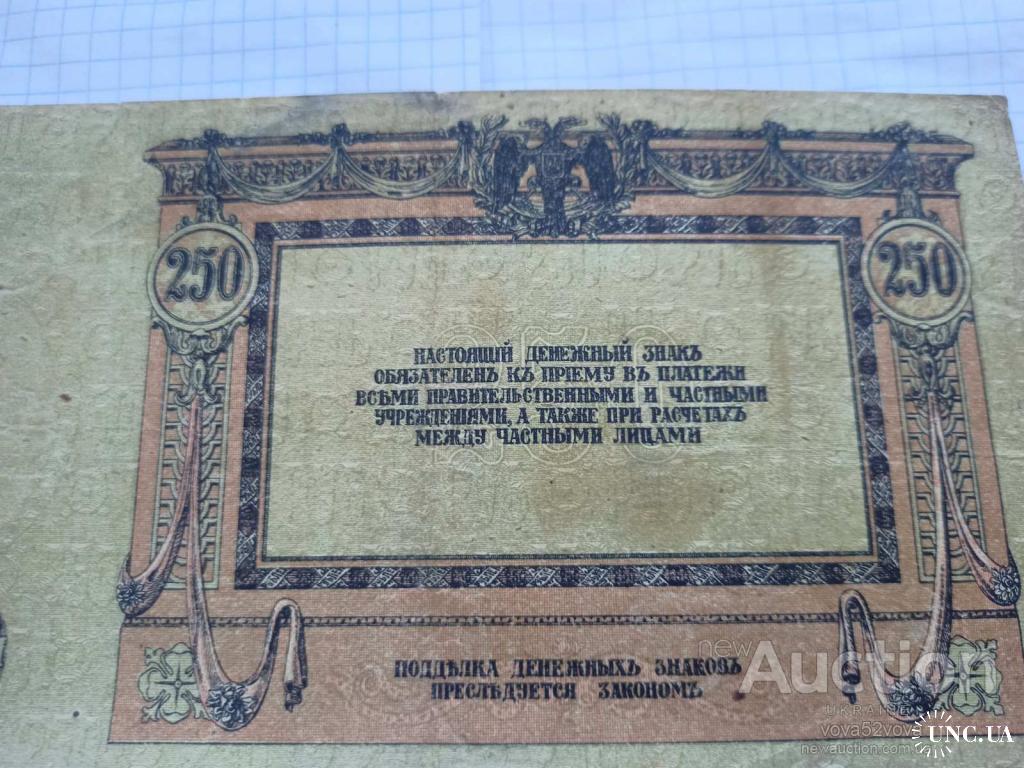 250
250
НАСТОЯЩІЙ ДЕНЕЖНЫЙ ЗНАКЪ
ОБЯЗАТЕЛЕНЪ КЪ ПРІЕМУ ВЪ ПЛАТЕЖИ
ВСѢМИ ПРАВИТЕЛЬСТВЕННЫМИ И ЧАСТНЫМИ
УЧРЕЖДЕНІЯМИ, А ТАКЖЕ ПРИ РАСЧЕТАХЪ
МЕЖДУ ЧАСТНЫМИ ЛИЦАМИ
ПОДДѢЛКА ДЕНЕЖНЫХЪ ЗНАКОВЪ
ПРЕСЛѢДУЕТСЯ ЗАКОНОМЪ
new Auction
UKRAINE
vova52vov
newauction.com
UNC.UA